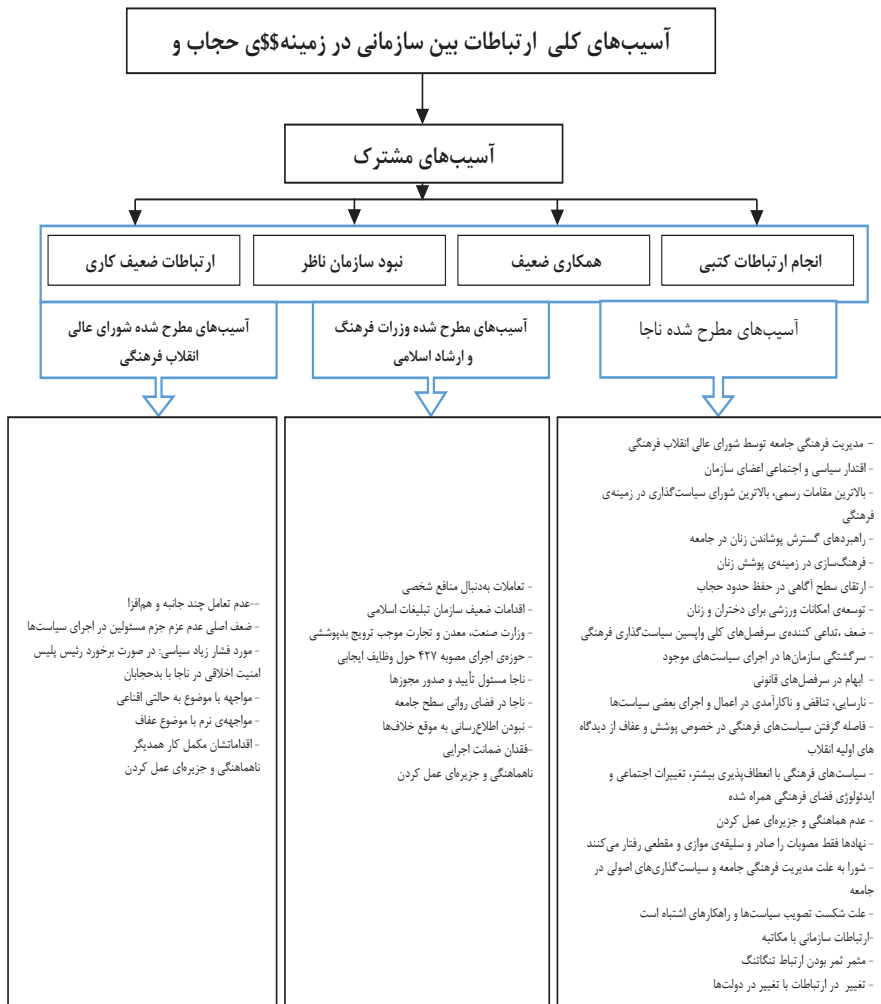 آسیب‌های کلی ارتباطات بین سازمانی در زمینه$$ی حجاب و
آسیب‌های مشترک
انجام ارتباطات کتبی
همکاری ضعیف
نبود سازمان ناظر
ارتباطات ضعیف کاری
آسیب‌های مطرح شده ناجا
آسیب‌های مطرح شده وزرات فرهنگ
و ارشاد اسلامی
آسیب‌های مطرح شده شورای عالی
انقلاب فرهنگی
- مدیریت فرهنگی جامعه توسط شورای عالی انقلاب فرهنگی
- اقتدار سیاسی و اجتماعی اعضای سازمان
- بالاترین مقامات رسمی، بالاترین شورای سیاست‌گذاری در زمینه‌ی
فرهنگی
- راهبردهای گسترش پوشاندن زنان در جامعه
- فرهنگ‌سازی در زمینه‌ی پوشش زنان
- ارتقای سطح آگاهی در حفظ حدود حجاب
- توسعه‌ی امکانات ورزشی برای دختران و زنان
- ضعف ،تداعی کننده‌ی سرفصل‌های کلی واپسین سیاست‌گذاری فرهنگی
- سرگشتگی سازمان‌ها در اجرای سیاست‌های موجود
- ابهام در سرفصل‌های قانونی
- نارسایی، تناقض و ناکارآمدی در اعمال و اجرای بعضی سیاست‌ها
- فاصله گرفتن سیاست‌های فرهنگی در خصوص پوشش و عفاف از دیدگاه
های اولیه انقلاب
- سیاست‌های فرهنگی با انعطاف‌پذیری بیشتر، تغییرات اجتماعی و
ایدئولوژی فضای فرهنگی همراه شده
- عدم هماهنگی و جزیره‌ای عمل کردن
- نهادها فقط مصوبات را صادر و سلیقه‌ی موازی و مقطعی رفتار می‌کنند
- شورا به علت مدیریت فرهنگی جامعه و سیاست‌گذاری‌های اصولی در
جامعه
- علت شکست تصویب سیاست‌ها و راهکارهای اشتباه است
-ارتباطات سازمانی با مکاتبه
- مثمر ثمر بودن ارتباط تنگاتنگ
- تغییر در ارتباطات با تغییر در دولت‌ها
- تعاملات به‌دنبال منافع شخصی
- اقدامات ضعیف سازمان تبلیغات اسلامی
- وزارت صنعت، معدن و تجارت موجب ترویج بدپوششی
- حوزه‌ی اجرای مصوبه ۴۲۷ حول وظایف ایجابی
- ناجا مسئول تأیید و صدور مجوزها
- ناجا در فضای روانی سطح جامعه
- نبودن اطلاع‌رسانی به موقع خلاف‌ها
-فقدان ضمانت اجرایی
ناهماهنگی و جزیره‌ای عمل کردن
--عدم تعامل چند جانبه و هم‌افزا
- ضعف اصلی عدم عزم جزم مسئولین در اجرای سیاست‌ها
- مورد فشار زیاد سیاسی: در صورت برخورد رئیس پلیس
امنیت اخلاقی در ناجا با بدحجابان
- مواجهه با موضوع به حالتی اقناعی
- مواجهه‌ی نرم با موضوع عفاف
- اقداماتشان مکمل کار همدیگر
ناهماهنگی و جزیره‌ای عمل کردن